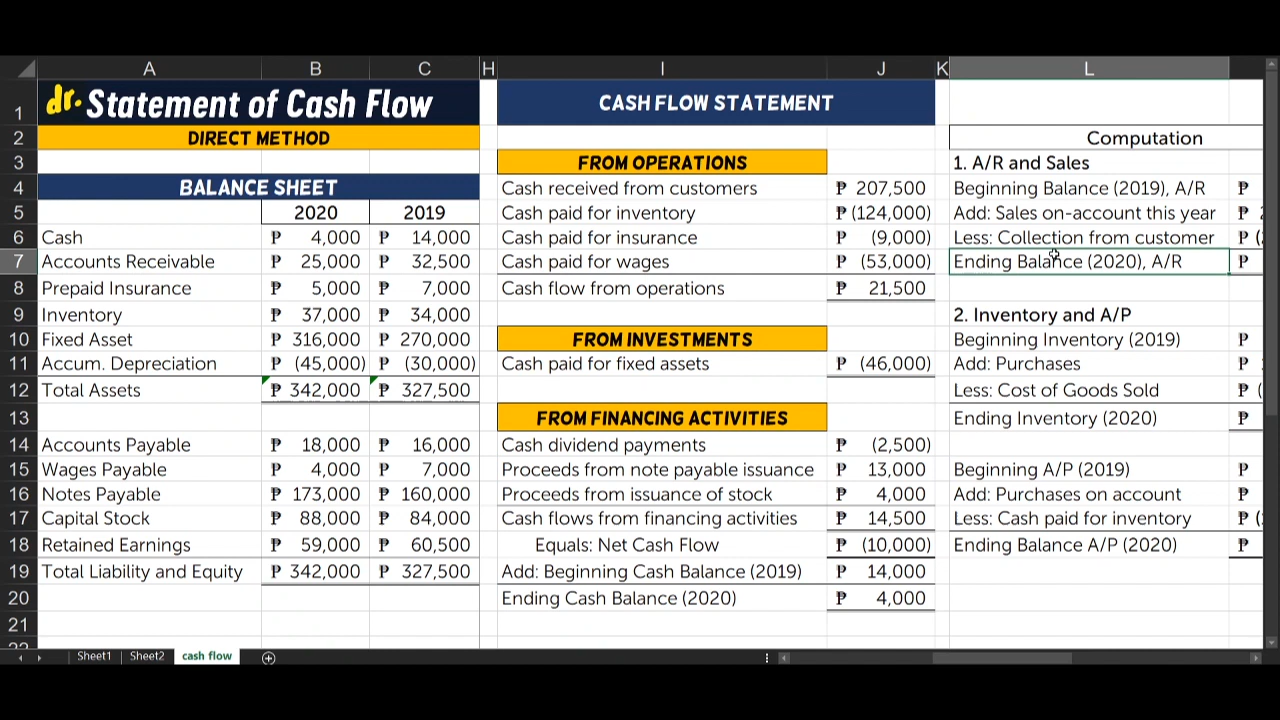 A B C H I J K L
1 dr. Statement of Cash Flow CASH FLOW STATEMENT
2 DIRECT METHOD Computation
3 FROM OPERATIONS 1. A/R and Sales
4 BALANCE SHEET Cash received from customers ₱ 207,500 Beginning Balance (2019), A/R ₱
5 2020 2019 Cash paid for inventory ₱ (124,000) Add: Sales on-account this year ₱
6 Cash ₱ 4,000 ₱ 14,000 Cash paid for insurance ₱ (9,000) Less: Collection from customer ₱ (
7 Accounts Receivable ₱ 25,000 ₱ 32,500 Cash paid for wages ₱ (53,000) Ending Balance (2020), A/R ₱
8 Prepaid Insurance ₱ 5,000 ₱ 7,000 Cash flow from operations ₱ 21,500
9 Inventory ₱ 37,000 ₱ 34,000 2. Inventory and A/P
10 Fixed Asset ₱ 316,000 ₱ 270,000 FROM INVESTMENTS Beginning Inventory (2019) ₱
11 Accum. Depreciation ₱ (45,000) ₱ (30,000) Cash paid for fixed assets ₱ (46,000) Add: Purchases ₱
12 Total Assets ₱ 342,000 ₱ 327,500 Less: Cost of Goods Sold ₱ (
13 FROM FINANCING ACTIVITIES Ending Inventory (2020) ₱
14 Accounts Payable ₱ 18,000 ₱ 16,000 Cash dividend payments ₱ (2,500)
15 Wages Payable ₱ 4,000 ₱ 7,000 Proceeds from note payable issuance ₱ 13,000 Beginning A/P (2019) ₱
16 Notes Payable ₱ 173,000 ₱ 160,000 Proceeds from issuance of stock ₱ 4,000 Add: Purchases on account ₱
17 Capital Stock ₱ 88,000 ₱ 84,000 Cash flows from financing activities ₱ 14,500 Less: Cash paid for inventory ₱ (
18 Retained Earnings ₱ 59,000 ₱ 60,500 Equals: Net Cash Flow ₱ (10,000) Ending Balance A/P (2020) ₱
19 Total Liability and Equity ₱ 342,000 ₱ 327,500 Add: Beginning Cash Balance (2019) ₱ 14,000
20 Ending Cash Balance (2020) ₱ 4,000
21
Sheet1 Sheet2 cash flow